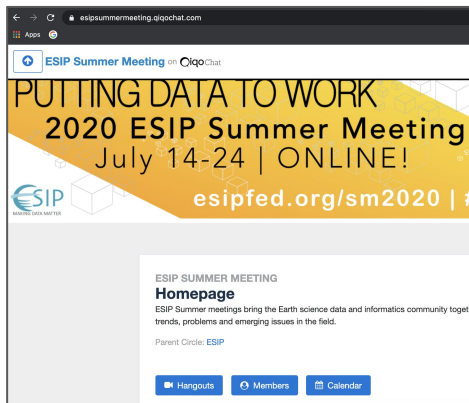 esipsummermeeting.qiqochat.com
Apps
ESIP Summer Meeting on QiqoChat
PUTTING DATA TO WORK
2020 ESIP Summer Meeting
July 14-24 | ONLINE!
ESIP
MAKING DATA MATTER
esipfed.org/sm2020 | #
ESIP SUMMER MEETING
Homepage
ESIP Summer meetings bring the Earth science data and informatics community toget
trends, problems and emerging issues in the field.
Parent Circle: ESIP
Hangouts Members Calendar